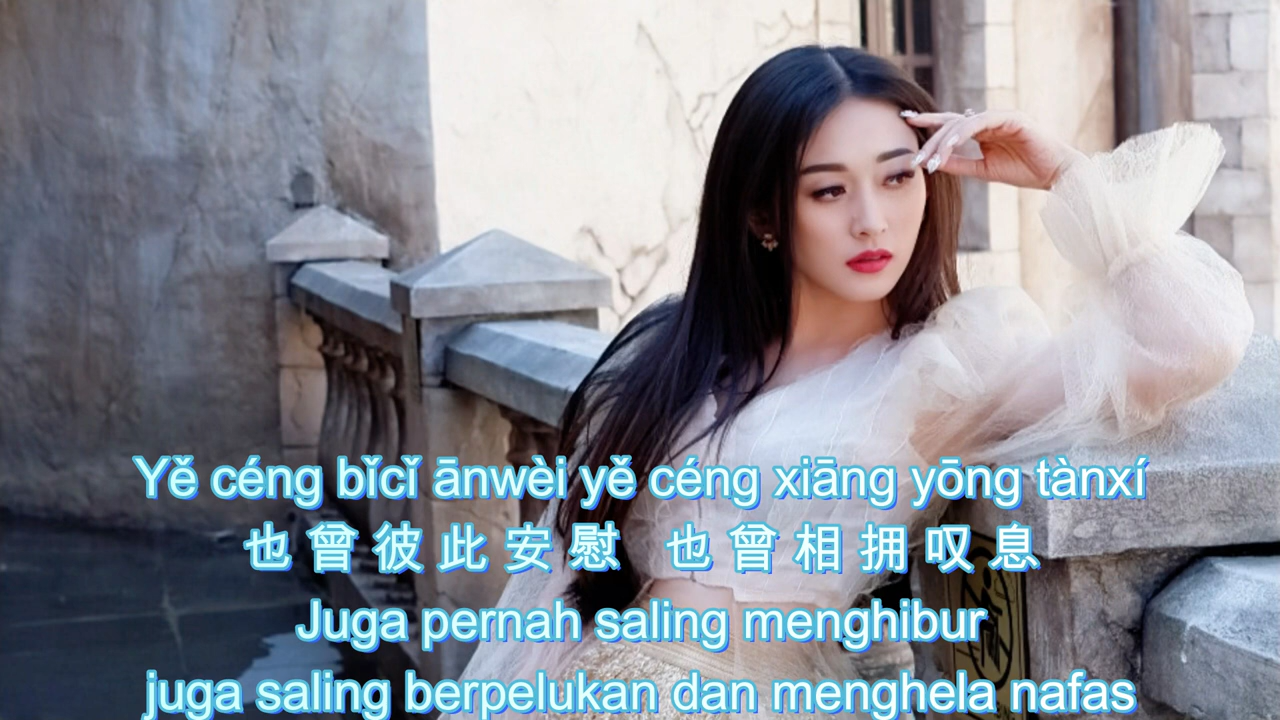 Yě céng bǐcǐ ānwèi yě céng xiāng yōng tànxí
也曾彼此安慰 也曾相拥叹息
Juga pernah saling menghibur
juga saling berpelukan dan menghela nafas